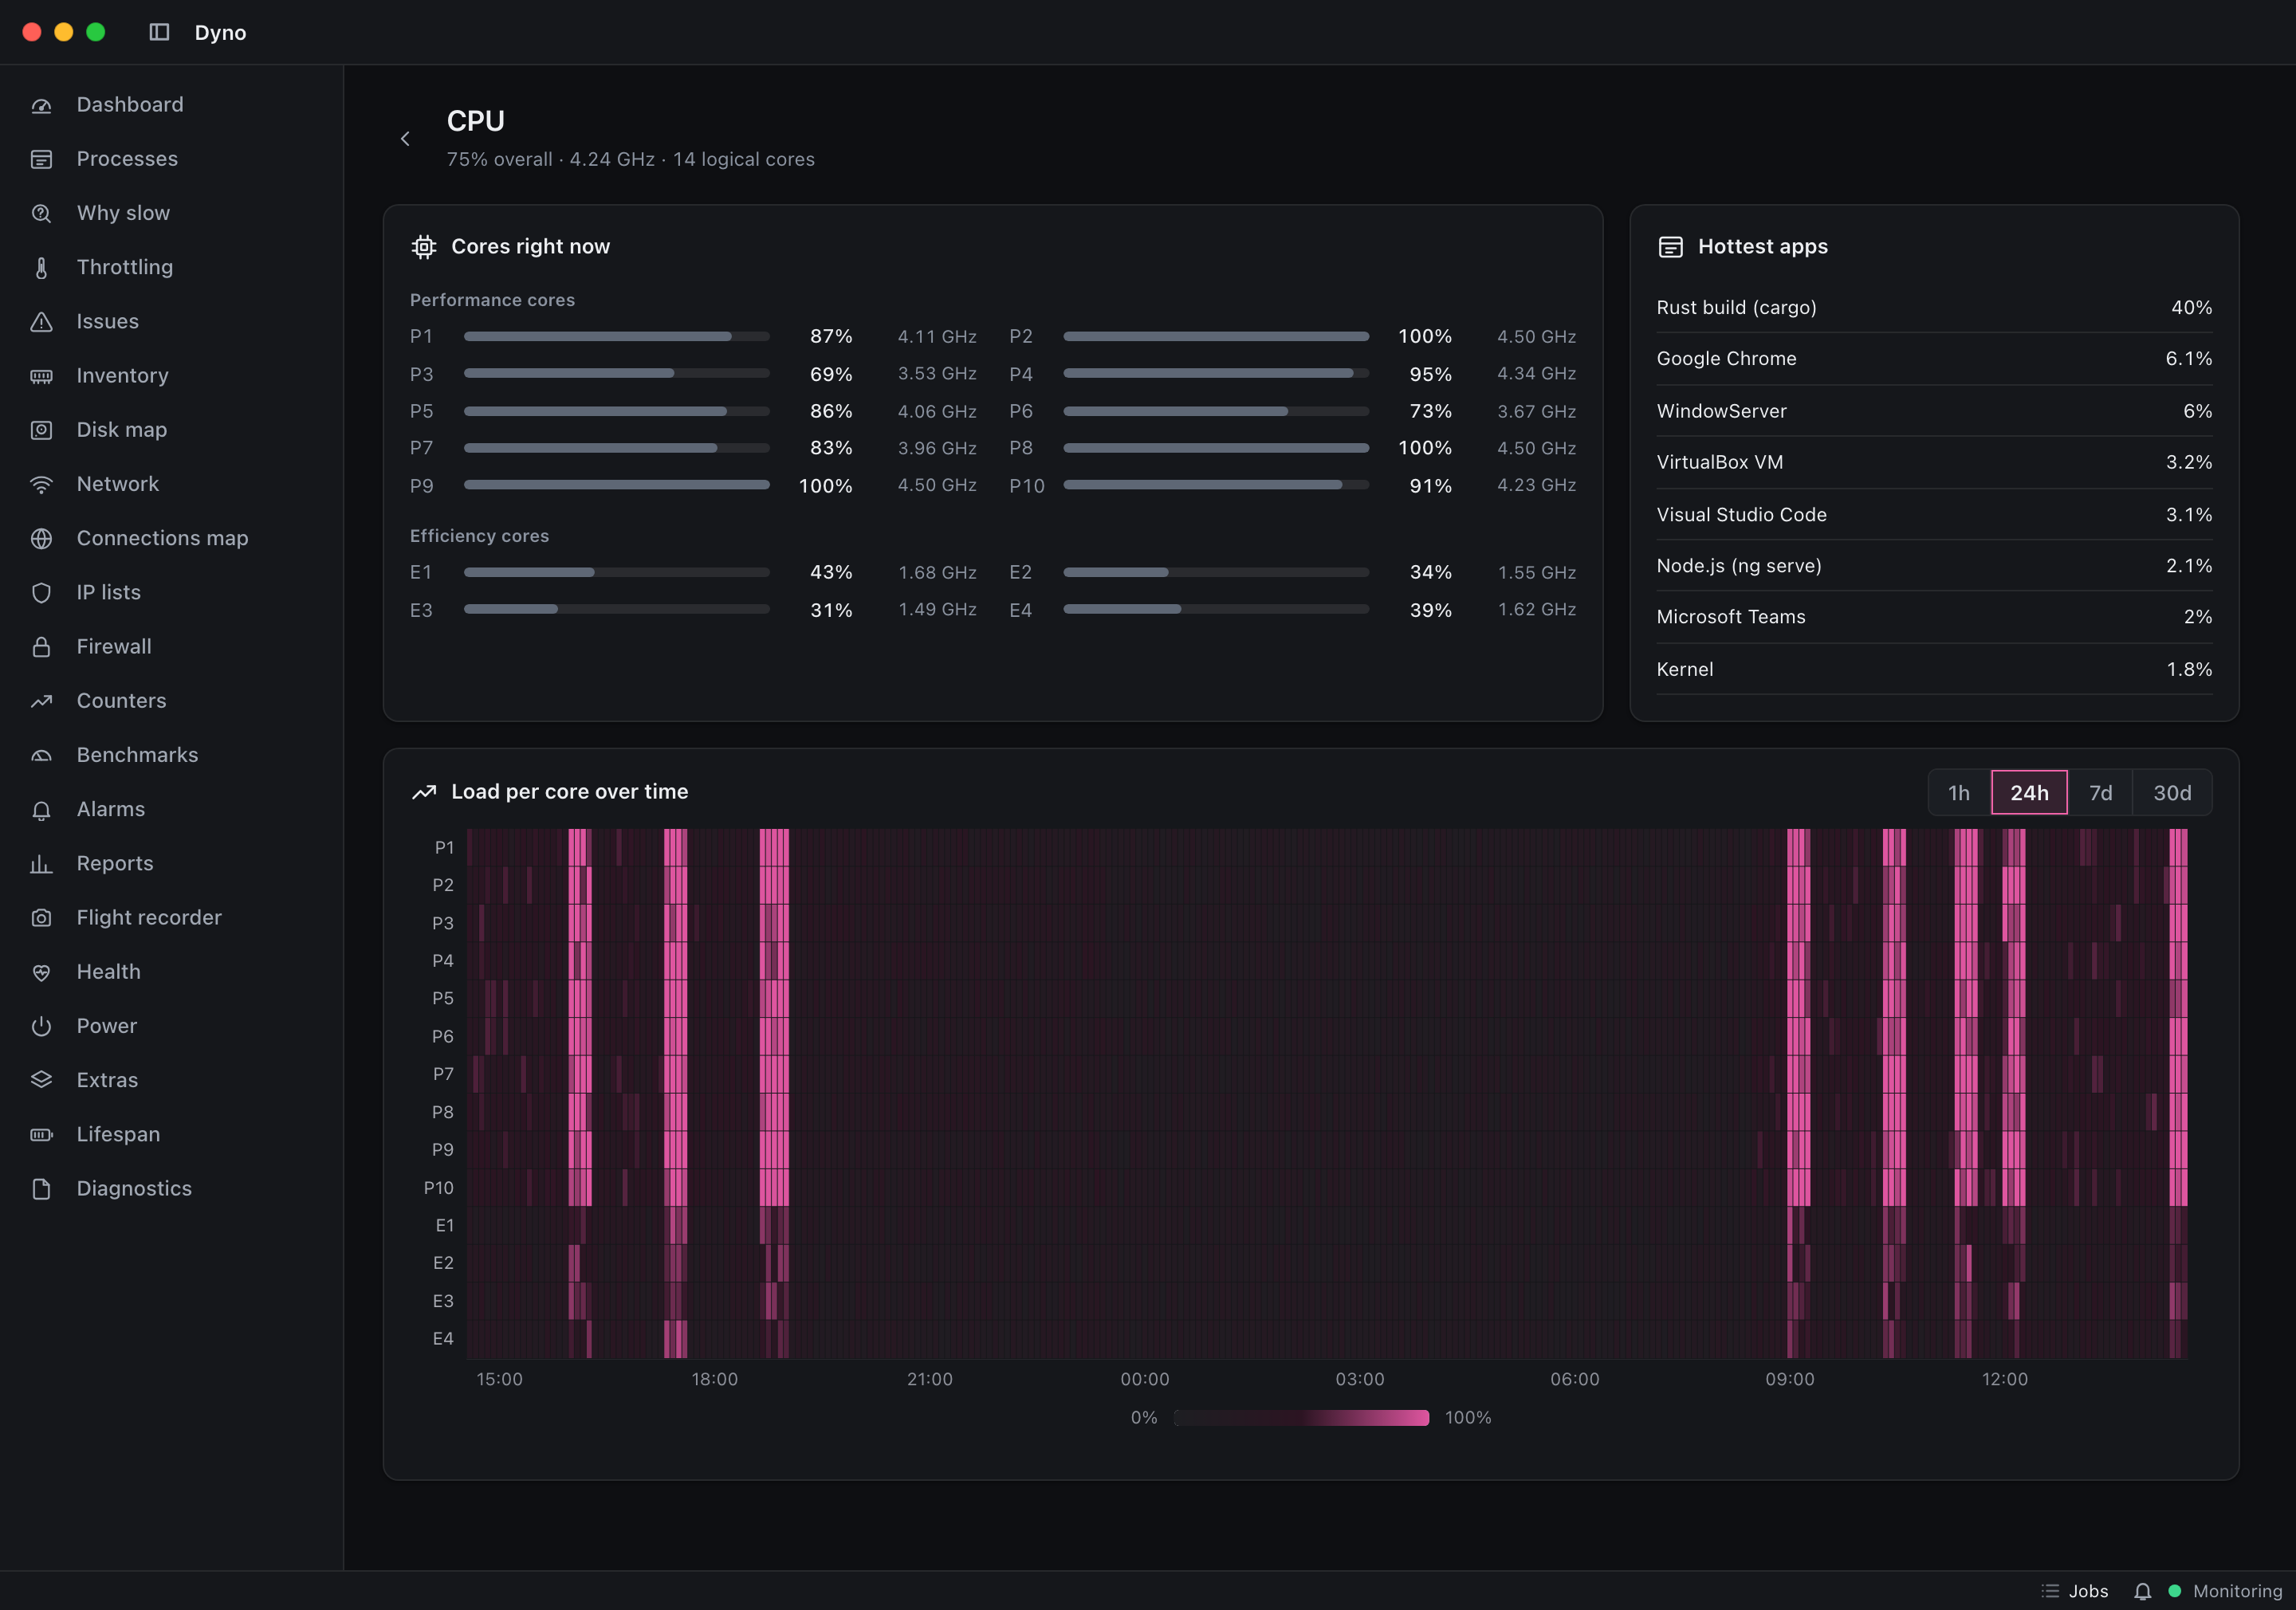 Dyno
Dashboard
Processes
Why slow
Throttling
Issues
Inventory
Disk map
Network
Connections map
IP lists
Firewall
Counters
Benchmarks
Alarms
Reports
Flight recorder
Health
Power
Extras
Lifespan
Diagnostics
CPU
75% overall · 4.24 GHz · 14 logical cores
Cores right now
Performance cores
P1 87% 4.11 GHz P2 100% 4.50 GHz
P3 69% 3.53 GHz P4 95% 4.34 GHz
P5 86% 4.06 GHz P6 73% 3.67 GHz
P7 83% 3.96 GHz P8 100% 4.50 GHz
P9 100% 4.50 GHz P10 91% 4.23 GHz
Efficiency cores
E1 43% 1.68 GHz E2 34% 1.55 GHz
E3 31% 1.49 GHz E4 39% 1.62 GHz
Hottest apps
Rust build (cargo) 40%
Google Chrome 6.1%
WindowServer 6%
VirtualBox VM 3.2%
Visual Studio Code 3.1%
Node.js (ng serve) 2.1%
Microsoft Teams 2%
Kernel 1.8%
Load per core over time
1h 24h 7d 30d
P1
P2
P3
P4
P5
P6
P7
P8
P9
P10
E1
E2
E3
E4
15:00 18:00 21:00 00:00 03:00 06:00 09:00 12:00
0% 100%
Jobs Monitoring